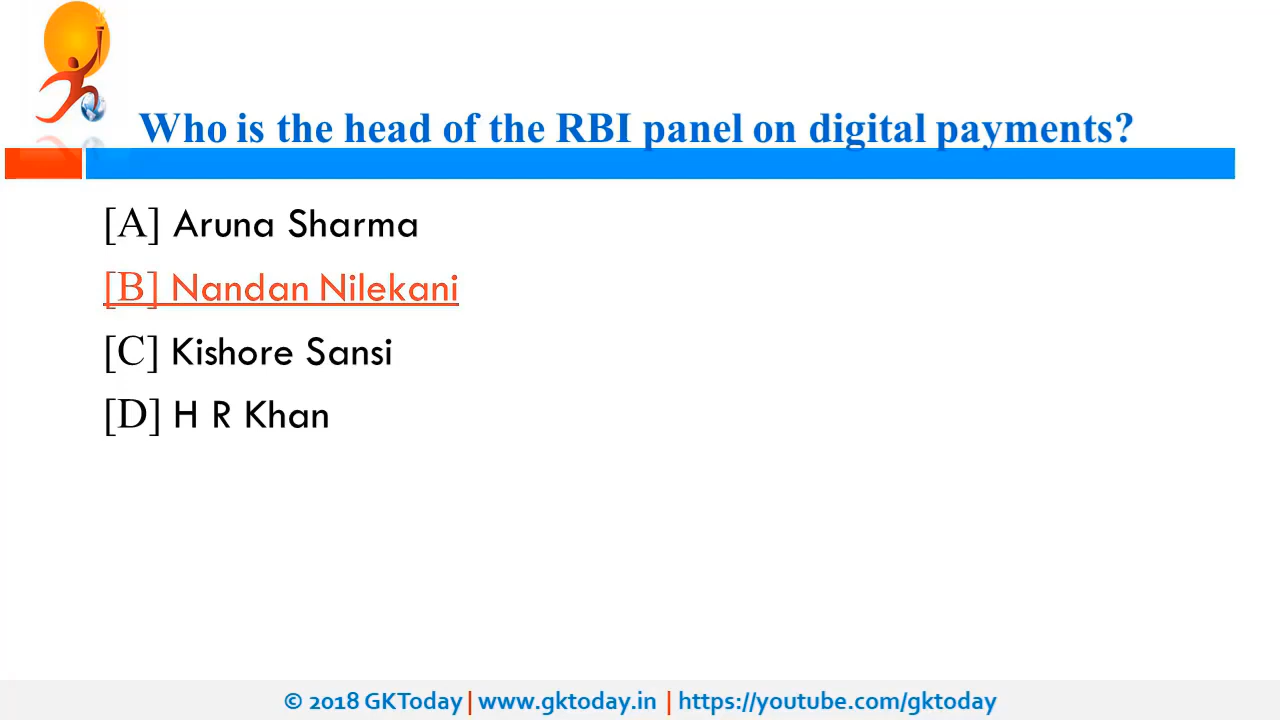 Who is the head of the RBI panel on digital payments?
[A] Aruna Sharma
[B] Nandan Nilekani
[C] Kishore Sansi
[D] H R Khan
© 2018 GKToday | www.gktoday.in | https://youtube.com/gktoday